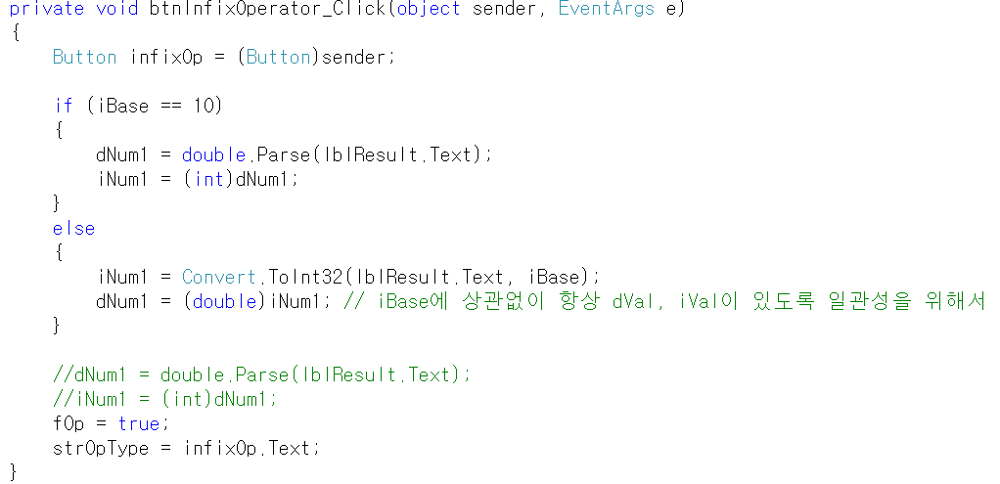 private void btnInfixOperator_Click(object sender, EventArgs e)
{
    Button infixOp = (Button)sender;

    if (iBase == 10)
    {
        dNum1 = double.Parse(lblResult.Text);
        iNum1 = (int)dNum1;
    }
    else
    {
        iNum1 = Convert.ToInt32(lblResult.Text, iBase);
        dNum1 = (double)iNum1; // iBase에 상관없이 항상 dVal, iVal이 있도록 일관성을 위해서
    }

    //dNum1 = double.Parse(lblResult.Text);
    //iNum1 = (int)dNum1;
    fOp = true;
    strOpType = infixOp.Text;
}